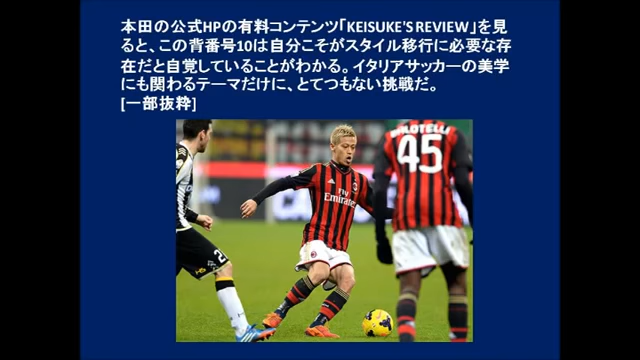 本田の公式HPの有料コンテンツ「KEISUKE'S REVIEW」を見
ると、この背番号10は自分こそがスタイル移行に必要な存
在だと自覚していることがわかる。イタリアサッカーの美学
にも関わるテーマだけに、とてつもない挑戦だ。
[一部抜粋]
BALOTELLI
45
Fly
Emirates